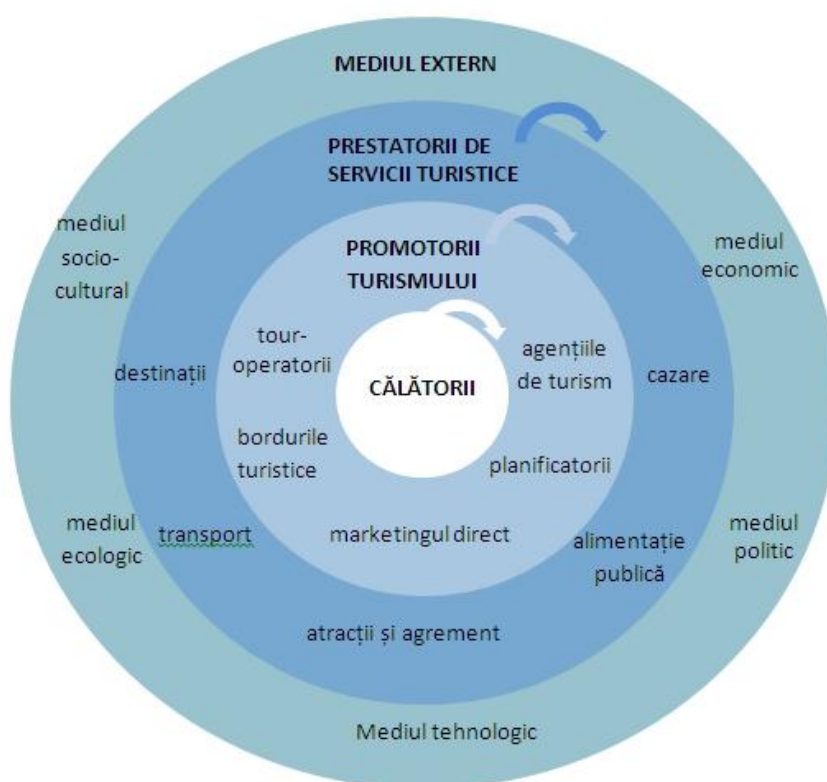 MEDIUL EXTERN
PRESTATORII DE
SERVICII TURISTICE
mediul
socio-
cultural
PROMOTORII
TURISMULUI
mediul
economic
tour-
operatorii
agențiile
de turism
destinații
CĂLĂTORII
cazare
bordurile
turistice
planificatorii
mediul
ecologic
transport
marketingul direct
alimentație
publică
mediul
politic
atracții și agrement
Mediul tehnologic